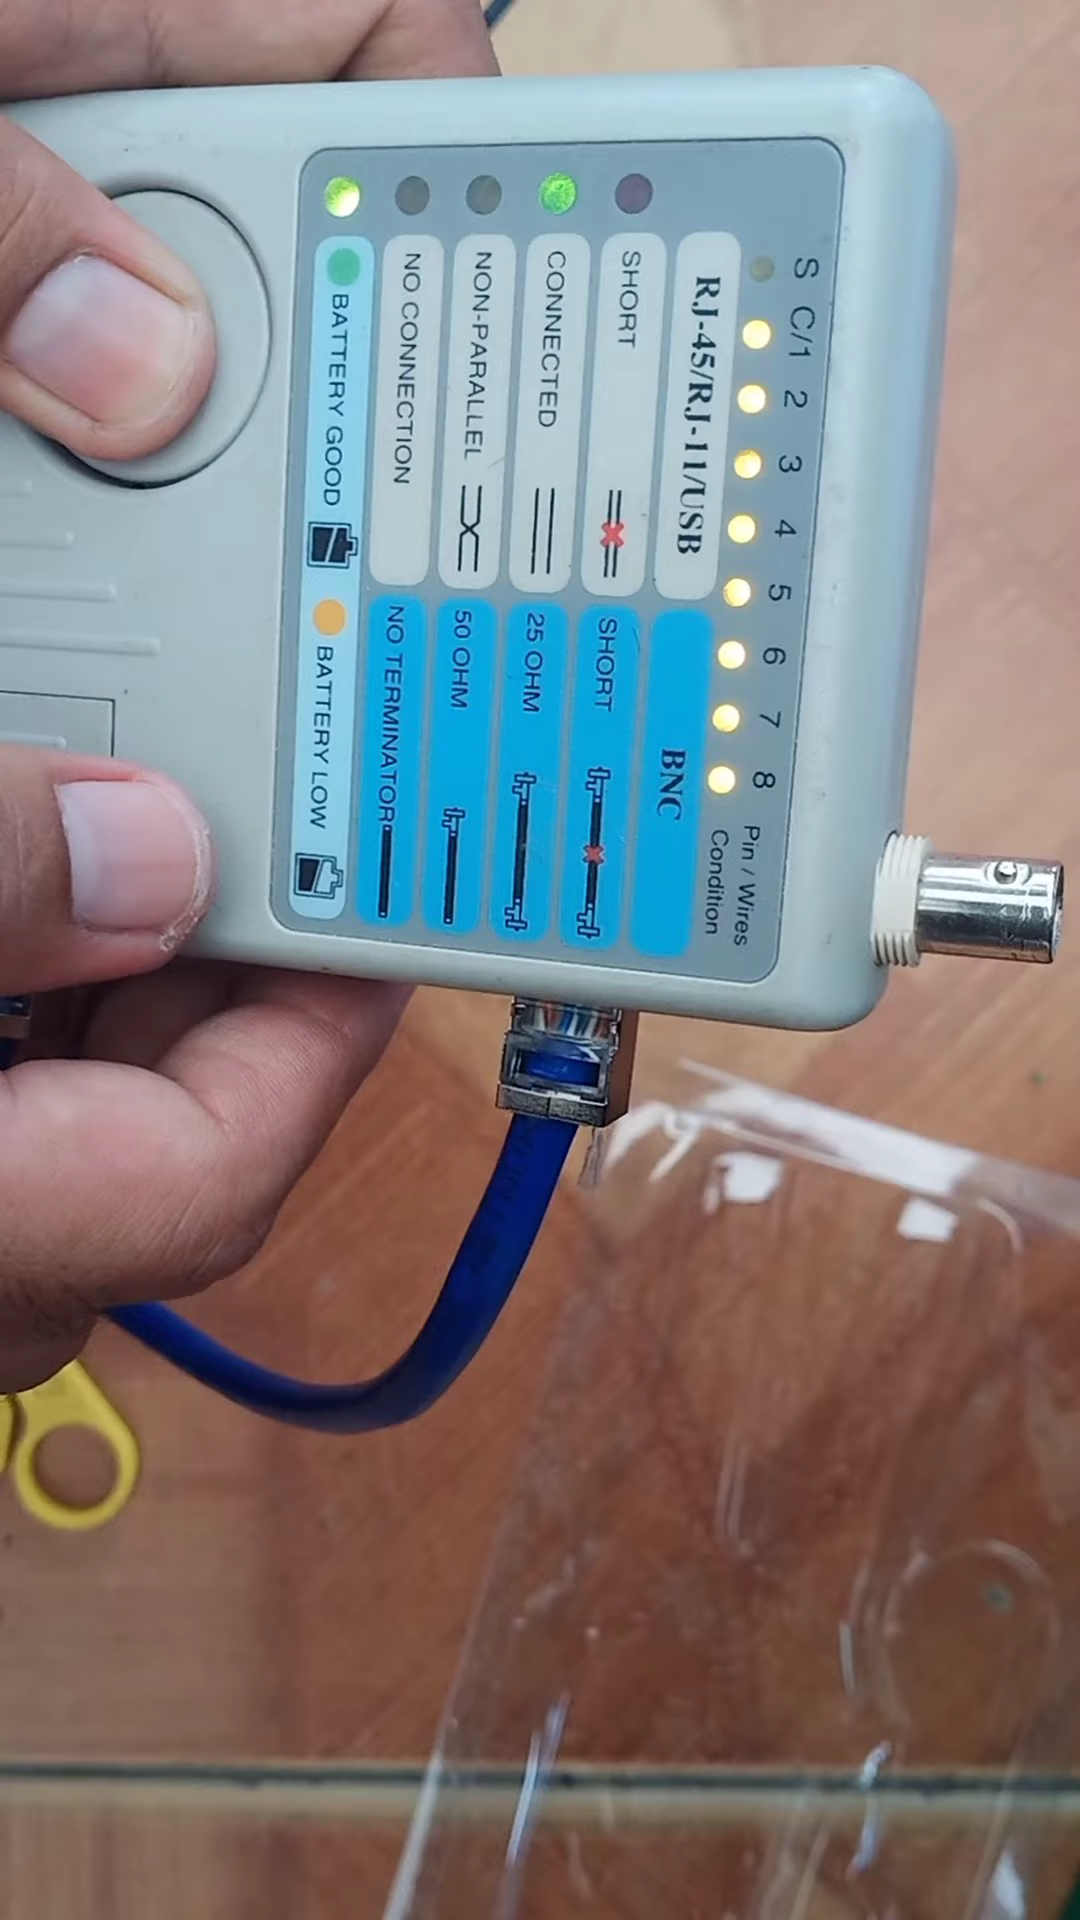 S C/1 2 3 4 5 6 7 8
Pin / Wires
Condition
RJ-45/RJ-11/USB
BNC
SHORT
SHORT
CONNECTED
25 OHM
NON-PARALLEL
50 OHM
NO CONNECTION
NO TERMINATOR
BATTERY GOOD
BATTERY LOW